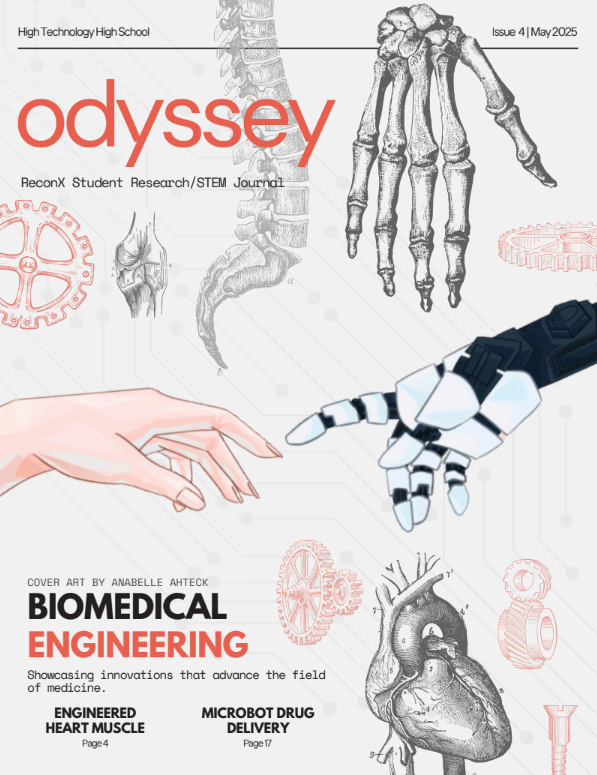 High Technology High School
Issue 4 | May 2025
odyssey
ReconX Student Research/STEM Journal
a
b
COVER ART BY ANABELLE AHTECK
BIOMEDICAL
ENGINEERING
Showcasing innovations that advance the field
of medicine.
ENGINEERED
HEART MUSCLE
Page 4
MICROBOT DRUG
DELIVERY
Page 17